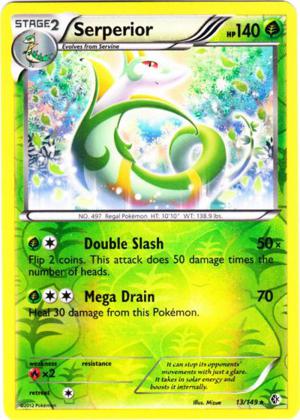 STAGE2
Serperior
HP140
Evolves from Servine
NO. 497 Regal Pokémon HT: 10'10" WT: 138.9 lbs.
Double Slash 50×
Flip 2 coins. This attack does 50 damage times the
number of heads.
Mega Drain 70
Heal 30 damage from this Pokémon.
weakness
resistance
×2
retreat
It can stop its opponents'
movements with just a glare.
It takes in solar energy and
boosts it internally.
Illus. Mizue
13/149 ★
©2012 Pokémon